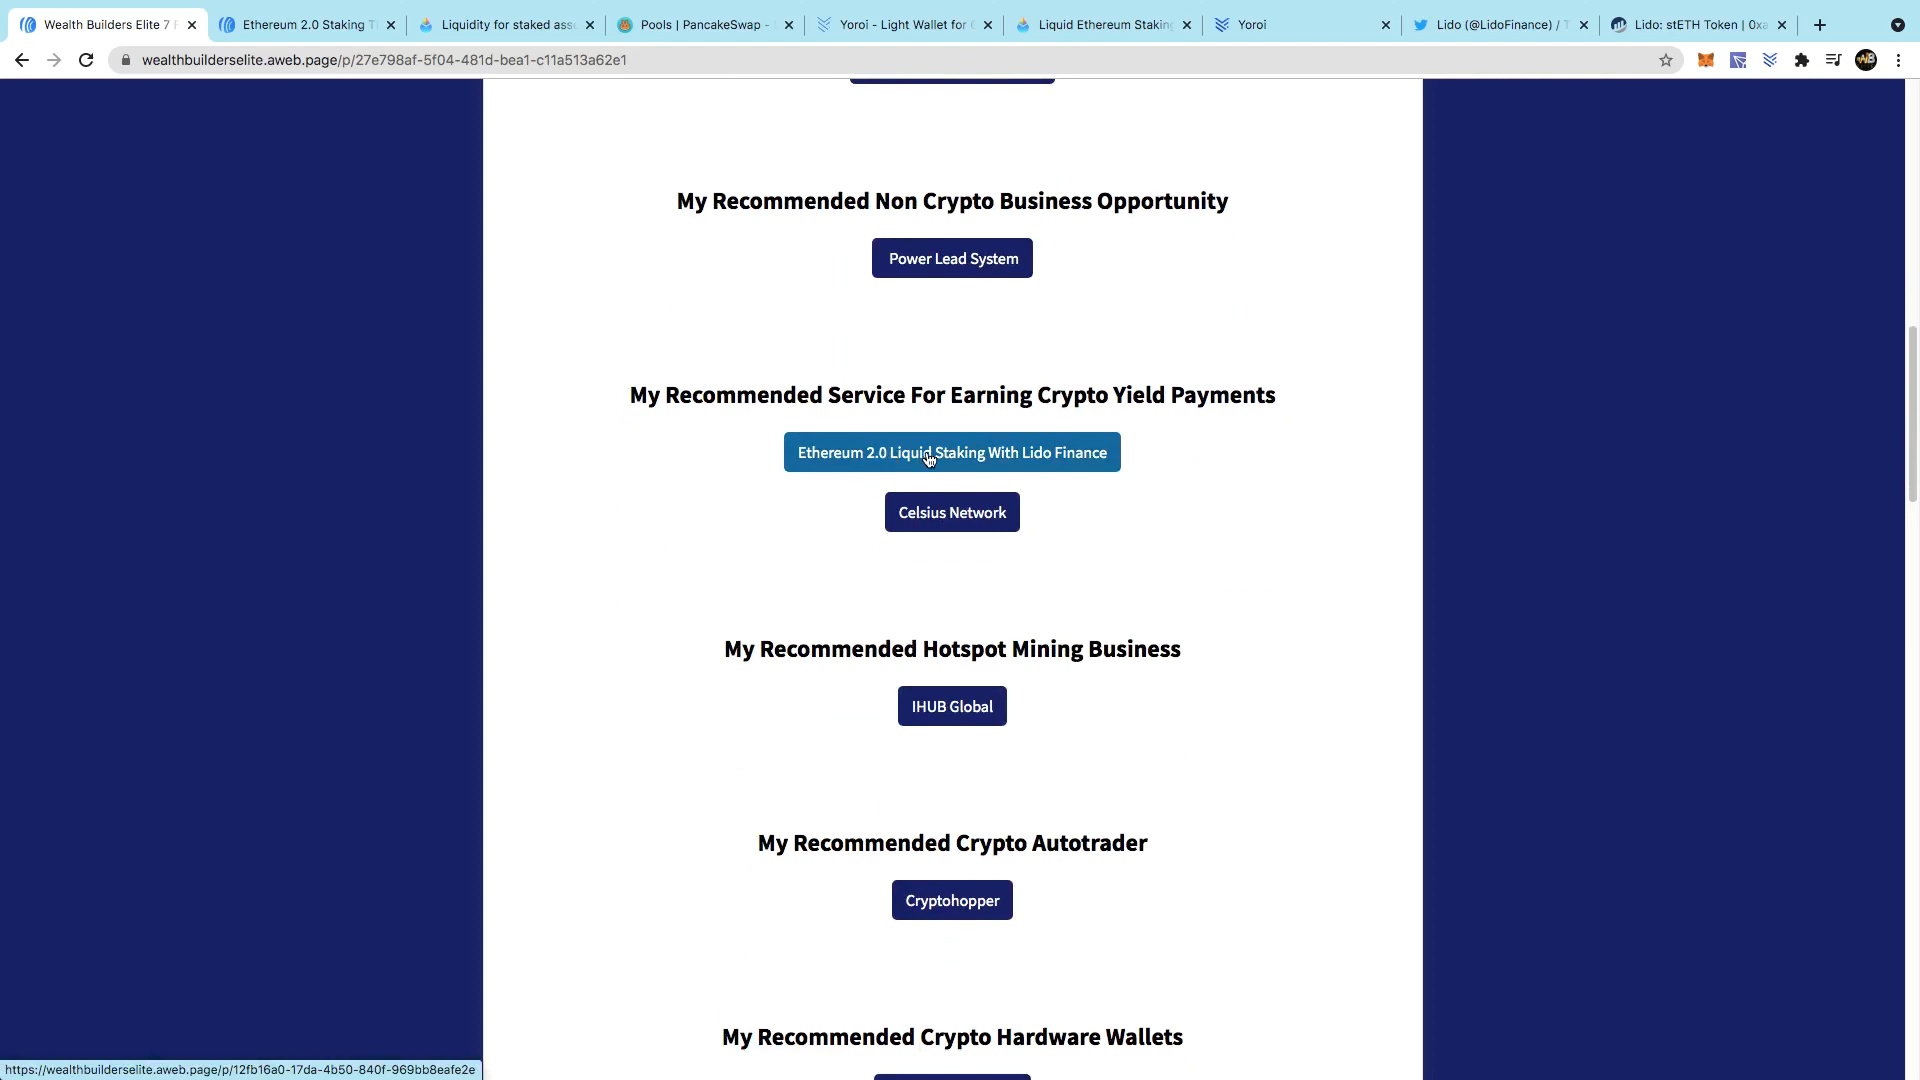 Wealth Builders Elite 7 F
Ethereum 2.0 Staking T
Liquidity for staked asse
Pools | PancakeSwap -
Yoroi - Light Wallet for
Liquid Ethereum Staking
Yoroi
Lido (@LidoFinance) / T
Lido: stETH Token | 0xa
wealthbuilderselite.aweb.page/p/27e798af-5f04-481d-bea1-c11a513a62e1
My Recommended Non Crypto Business Opportunity
Power Lead System
My Recommended Service For Earning Crypto Yield Payments
Ethereum 2.0 Liquid Staking With Lido Finance
Celsius Network
My Recommended Hotspot Mining Business
IHUB Global
My Recommended Crypto Autotrader
Cryptohopper
My Recommended Crypto Hardware Wallets
https://wealthbuilderselite.aweb.page/p/12fb16a0-17da-4b50-840f-969bb8eafe2e